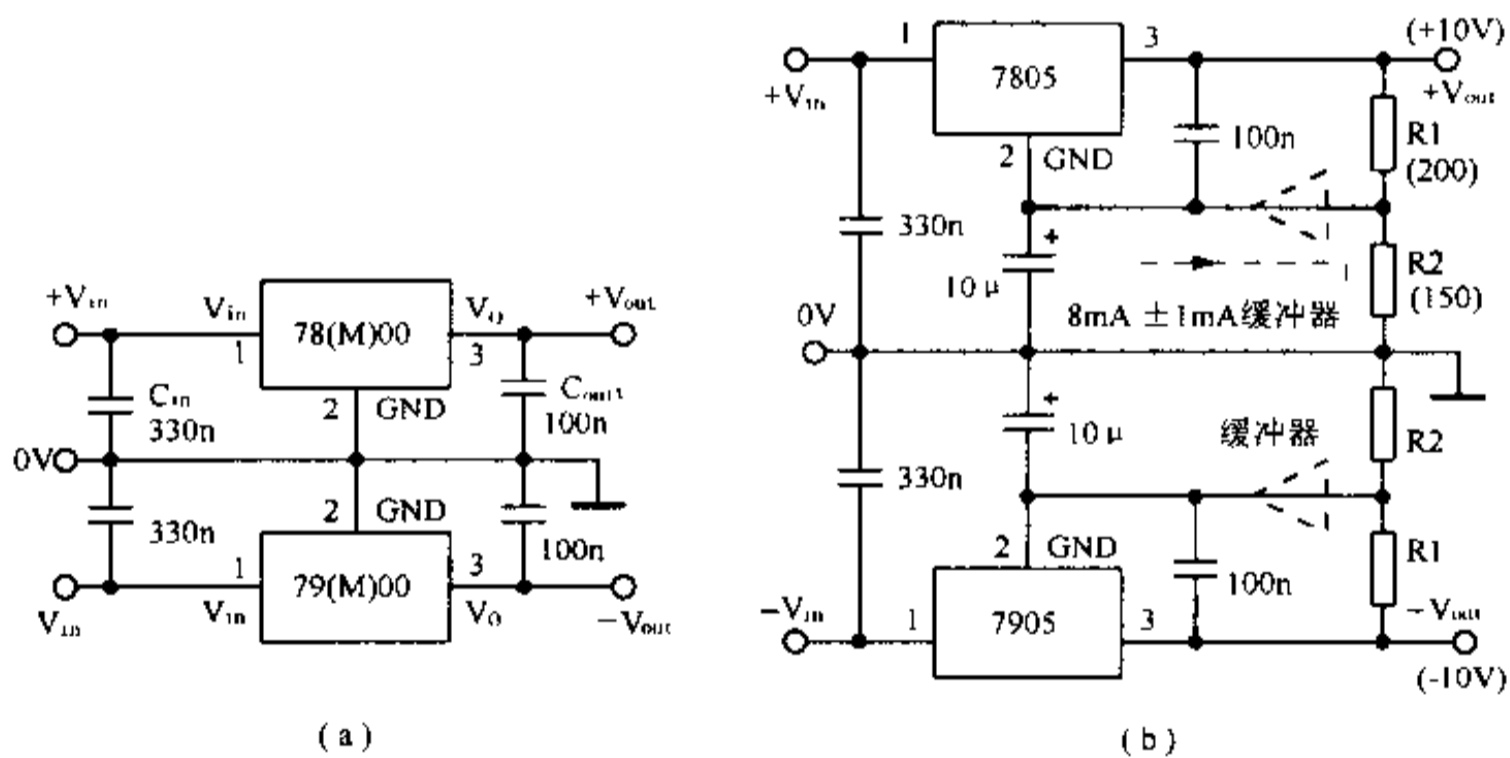 +Vin
Vin
1
78(M)00
VO
3
+Vout
Cin
330n
2
GND
Cout
100n
0V
330n
2
GND
100n
Vin
1
Vin
79(M)00
3
VO
−Vout
(a)
+Vin
1
7805
3
(+10V)
+Vout
2
GND
100n
R1
(200)
330n
+
10μ
R2
(150)
8mA ±1mA缓冲器
0V
+
10μ
缓冲器
R2
330n
2
GND
100n
R1
−Vin
1
7905
3
−Vout
(-10V)
(b)